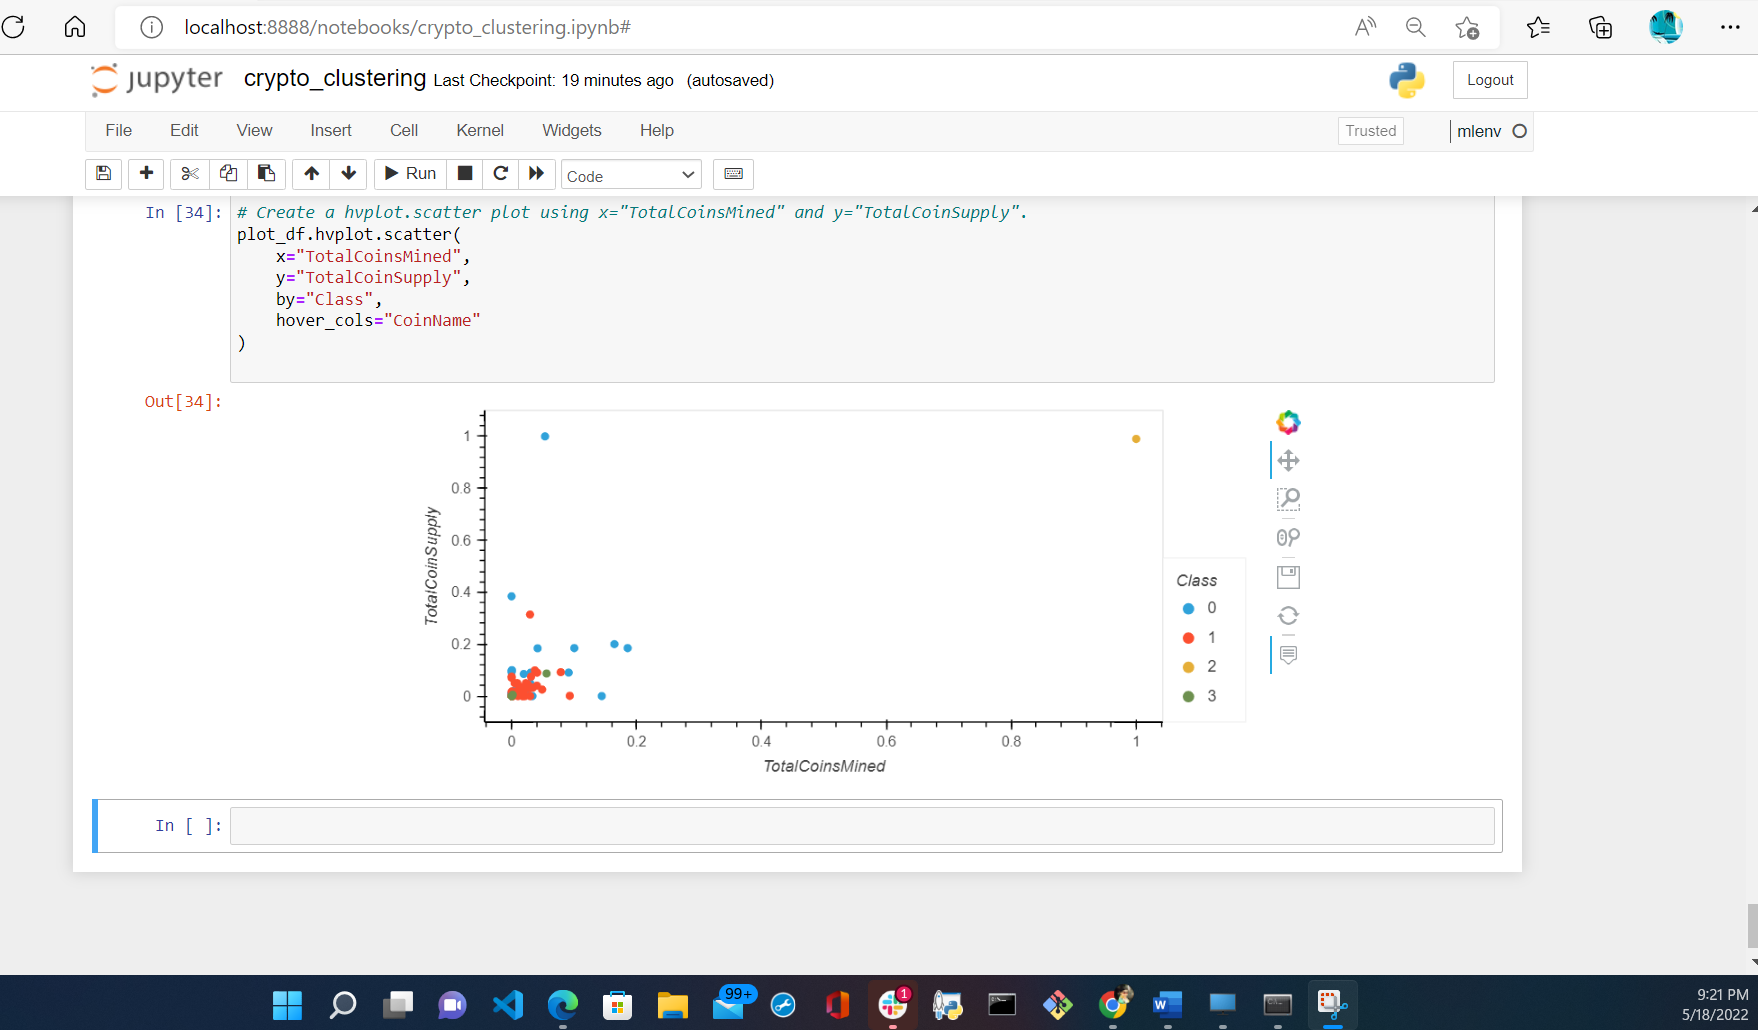 localhost:8888/notebooks/crypto_clustering.ipynb#
jupyter crypto_clustering Last Checkpoint: 19 minutes ago (autosaved)
Logout
File Edit View Insert Cell Kernel Widgets Help
Trusted
mlenv
Run
Code
In [34]:
# Create a hvplot.scatter plot using x="TotalCoinsMined" and y="TotalCoinSupply".
plot_df.hvplot.scatter(
    x="TotalCoinsMined",
    y="TotalCoinSupply",
    by="Class",
    hover_cols="CoinName"
)
Out[34]:
TotalCoinSupply
1
0.8
0.6
0.4
0.2
0
0 0.2 0.4 0.6 0.8 1
TotalCoinsMined
Class
0
1
2
3
In [ ]:
99+
1
W
9:21 PM
5/18/2022